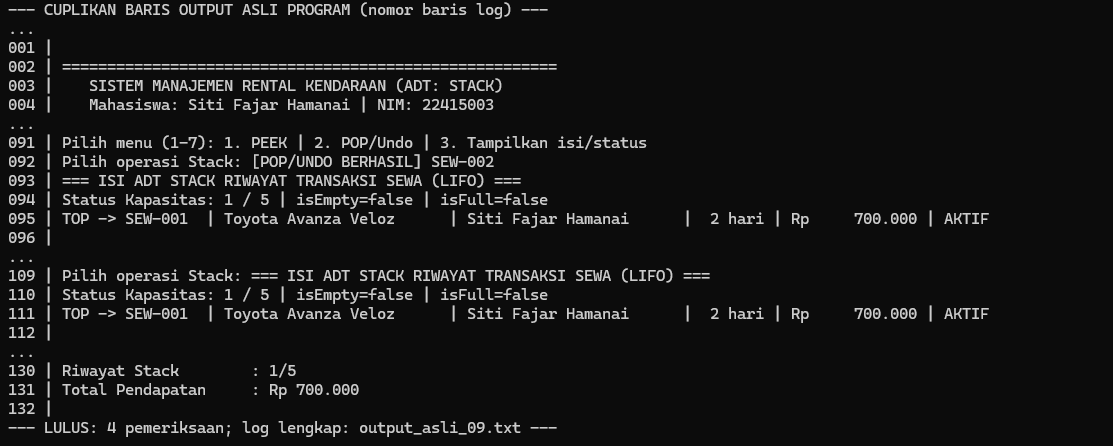 --- CUPLIKAN BARIS OUTPUT ASLI PROGRAM (nomor baris log) ---
...
001 |
002 | =======================================================
003 |    SISTEM MANAJEMEN RENTAL KENDARAAN (ADT: STACK)
004 |    Mahasiswa: Siti Fajar Hamanai | NIM: 22415003
...
091 | Pilih menu (1-7): 1. PEEK | 2. POP/Undo | 3. Tampilkan isi/status
092 | Pilih operasi Stack: [POP/UNDO BERHASIL] SEW-002
093 | === ISI ADT STACK RIWAYAT TRANSAKSI SEWA (LIFO) ===
094 | Status Kapasitas: 1 / 5 | isEmpty=false | isFull=false
095 | TOP -> SEW-001  | Toyota Avanza Veloz      | Siti Fajar Hamanai      |  2 hari | Rp     700.000 | AKTIF
096 |
...
109 | Pilih operasi Stack: === ISI ADT STACK RIWAYAT TRANSAKSI SEWA (LIFO) ===
110 | Status Kapasitas: 1 / 5 | isEmpty=false | isFull=false
111 | TOP -> SEW-001  | Toyota Avanza Veloz      | Siti Fajar Hamanai      |  2 hari | Rp     700.000 | AKTIF
112 |
...
130 | Riwayat Stack        : 1/5
131 | Total Pendapatan     : Rp 700.000
132 |
--- LULUS: 4 pemeriksaan; log lengkap: output_asli_09.txt ---